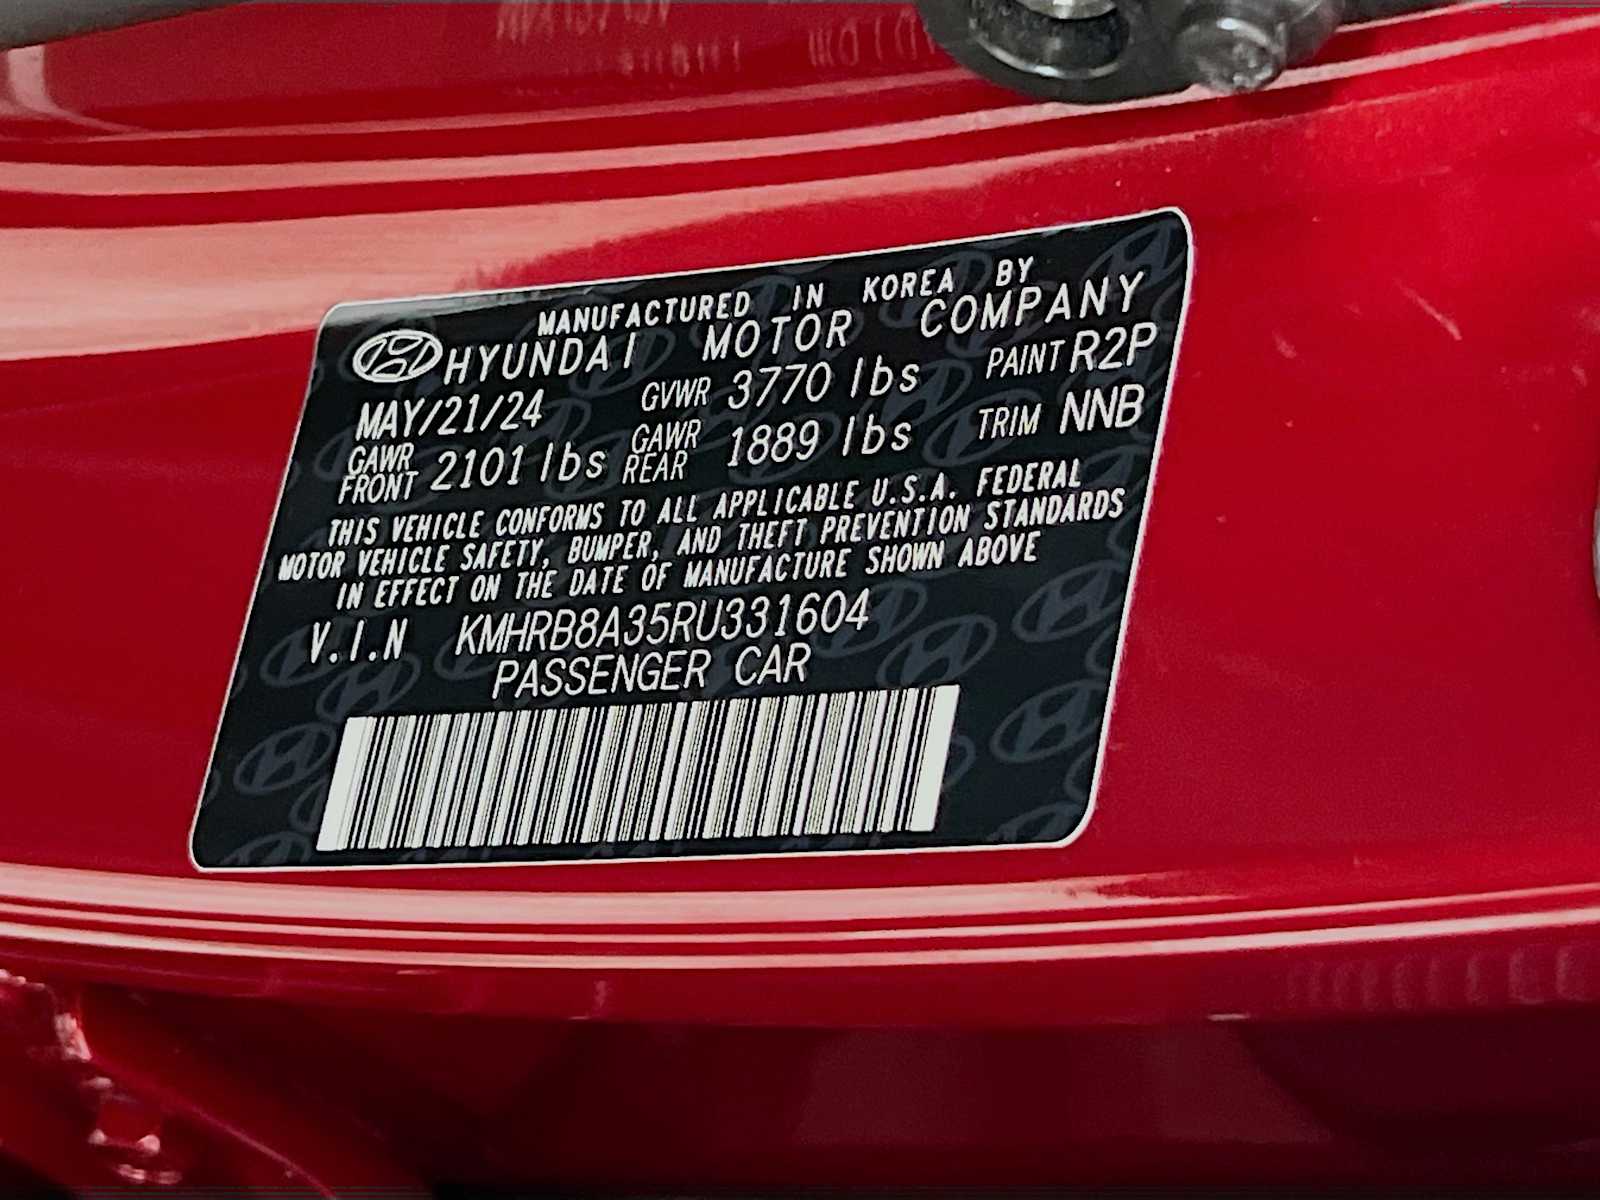 MANUFACTURED IN KOREA BY
HYUNDAI MOTOR COMPANY
MAY/21/24 GVWR 3770 lbs PAINT R2P
GAWR FRONT 2101 lbs GAWR REAR 1889 lbs TRIM NNB
THIS VEHICLE CONFORMS TO ALL APPLICABLE U.S.A. FEDERAL
MOTOR VEHICLE SAFETY, BUMPER, AND THEFT PREVENTION STANDARDS
IN EFFECT ON THE DATE OF MANUFACTURE SHOWN ABOVE
V.I.N KMHRB8A35RU331604
PASSENGER CAR